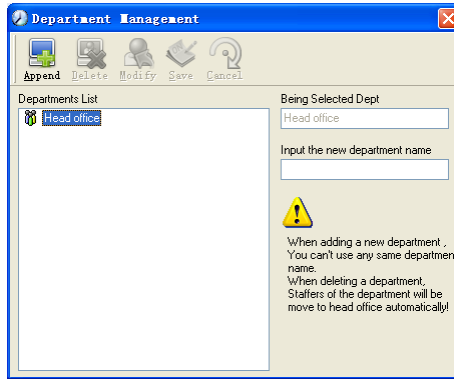 Department Management
Append Delete Modify Save Cancel
Departments List
Head office
Being Selected Dept
Head office
Input the new department name
When adding a new department ,
You can't use any same departmen
name.
When deleting a department,
Staffers of the department will be
move to head office automatically!